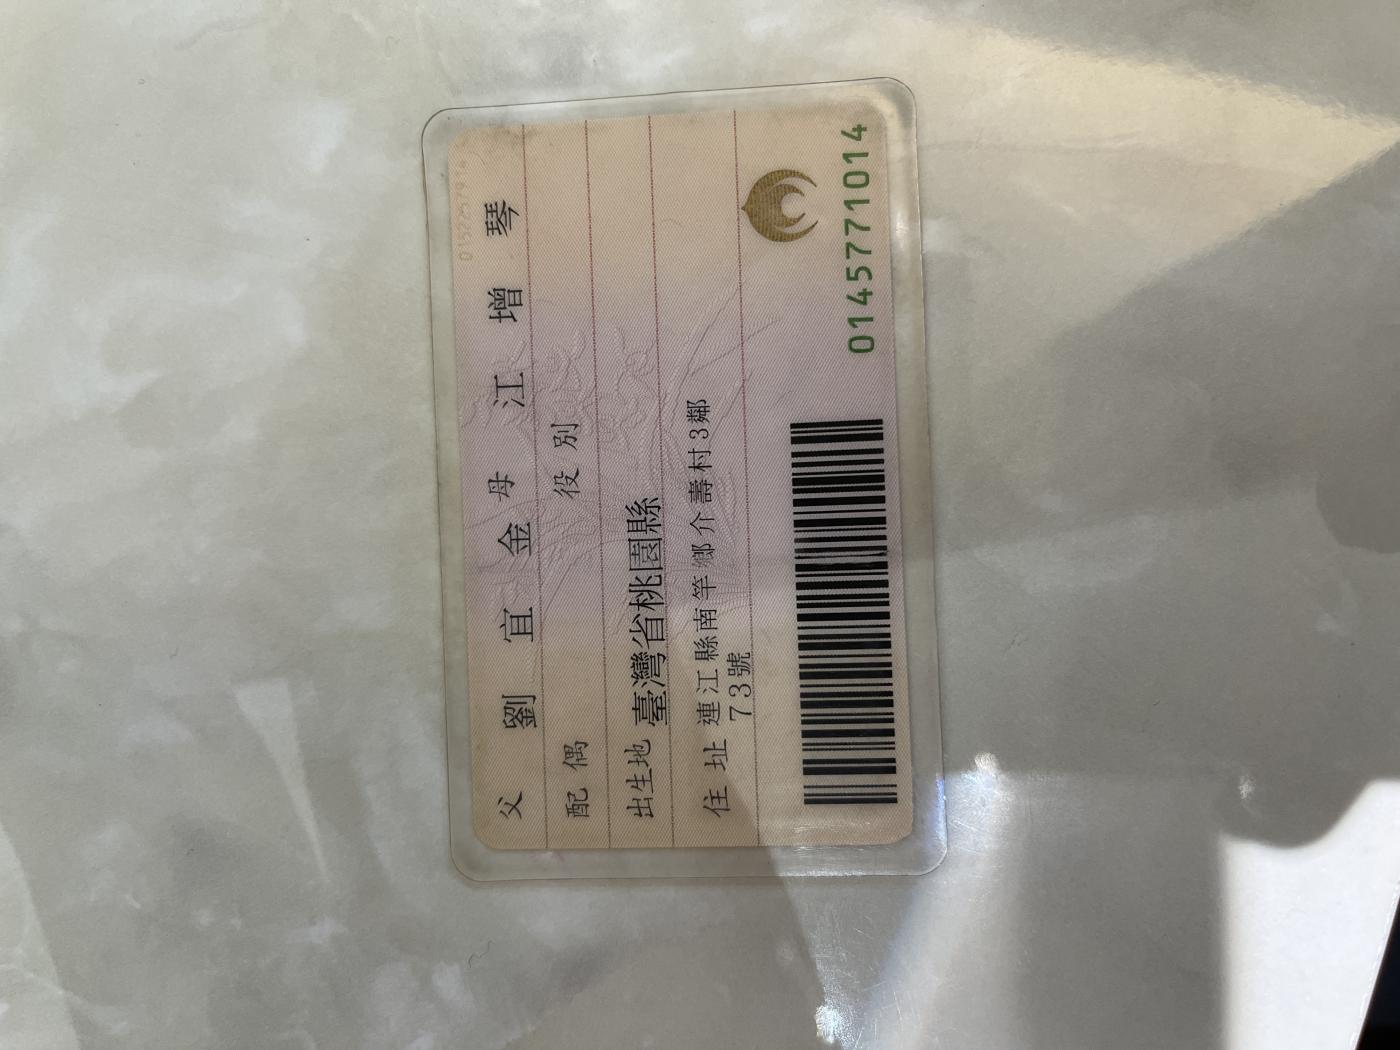 父 劉宜金 母 江增琴
配偶 役別
出生地 臺灣省桃園縣
住址 連江縣南竿鄉介壽村3鄰
73號
0145771014